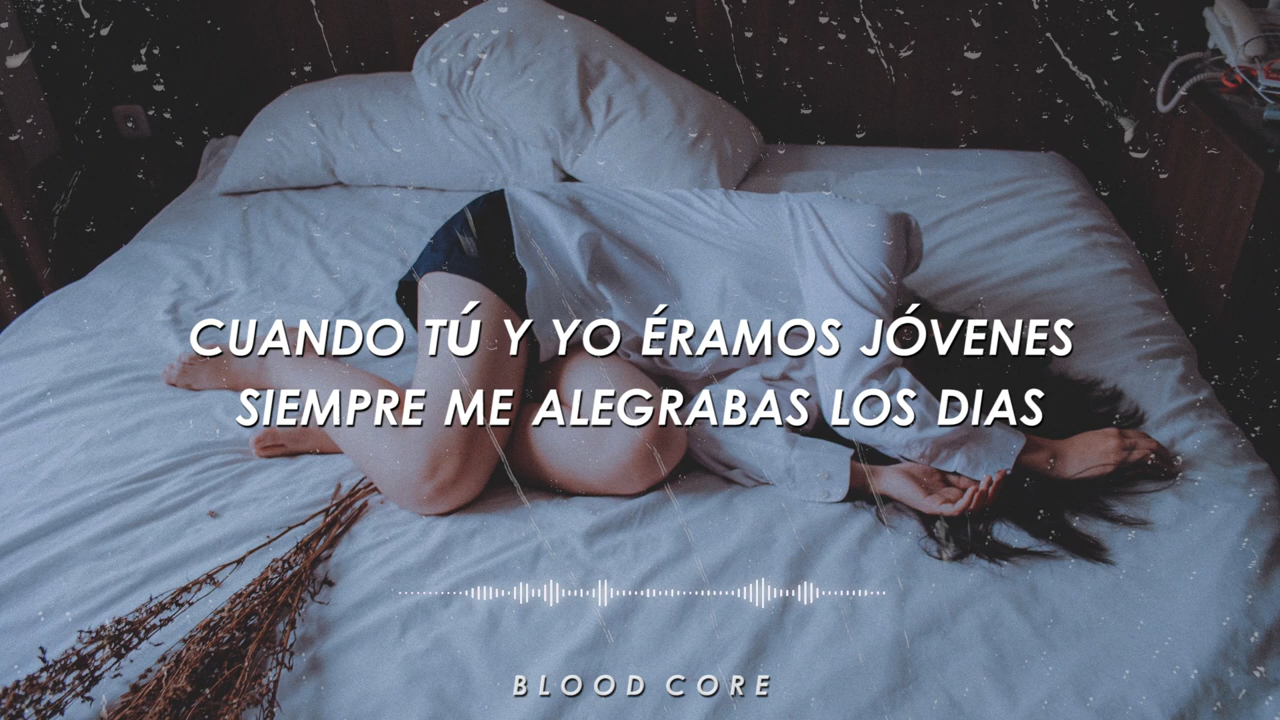 CUANDO TÚ Y YO ÉRAMOS JÓVENES
SIEMPRE ME ALEGRABAS LOS DIAS
BLOOD CORE